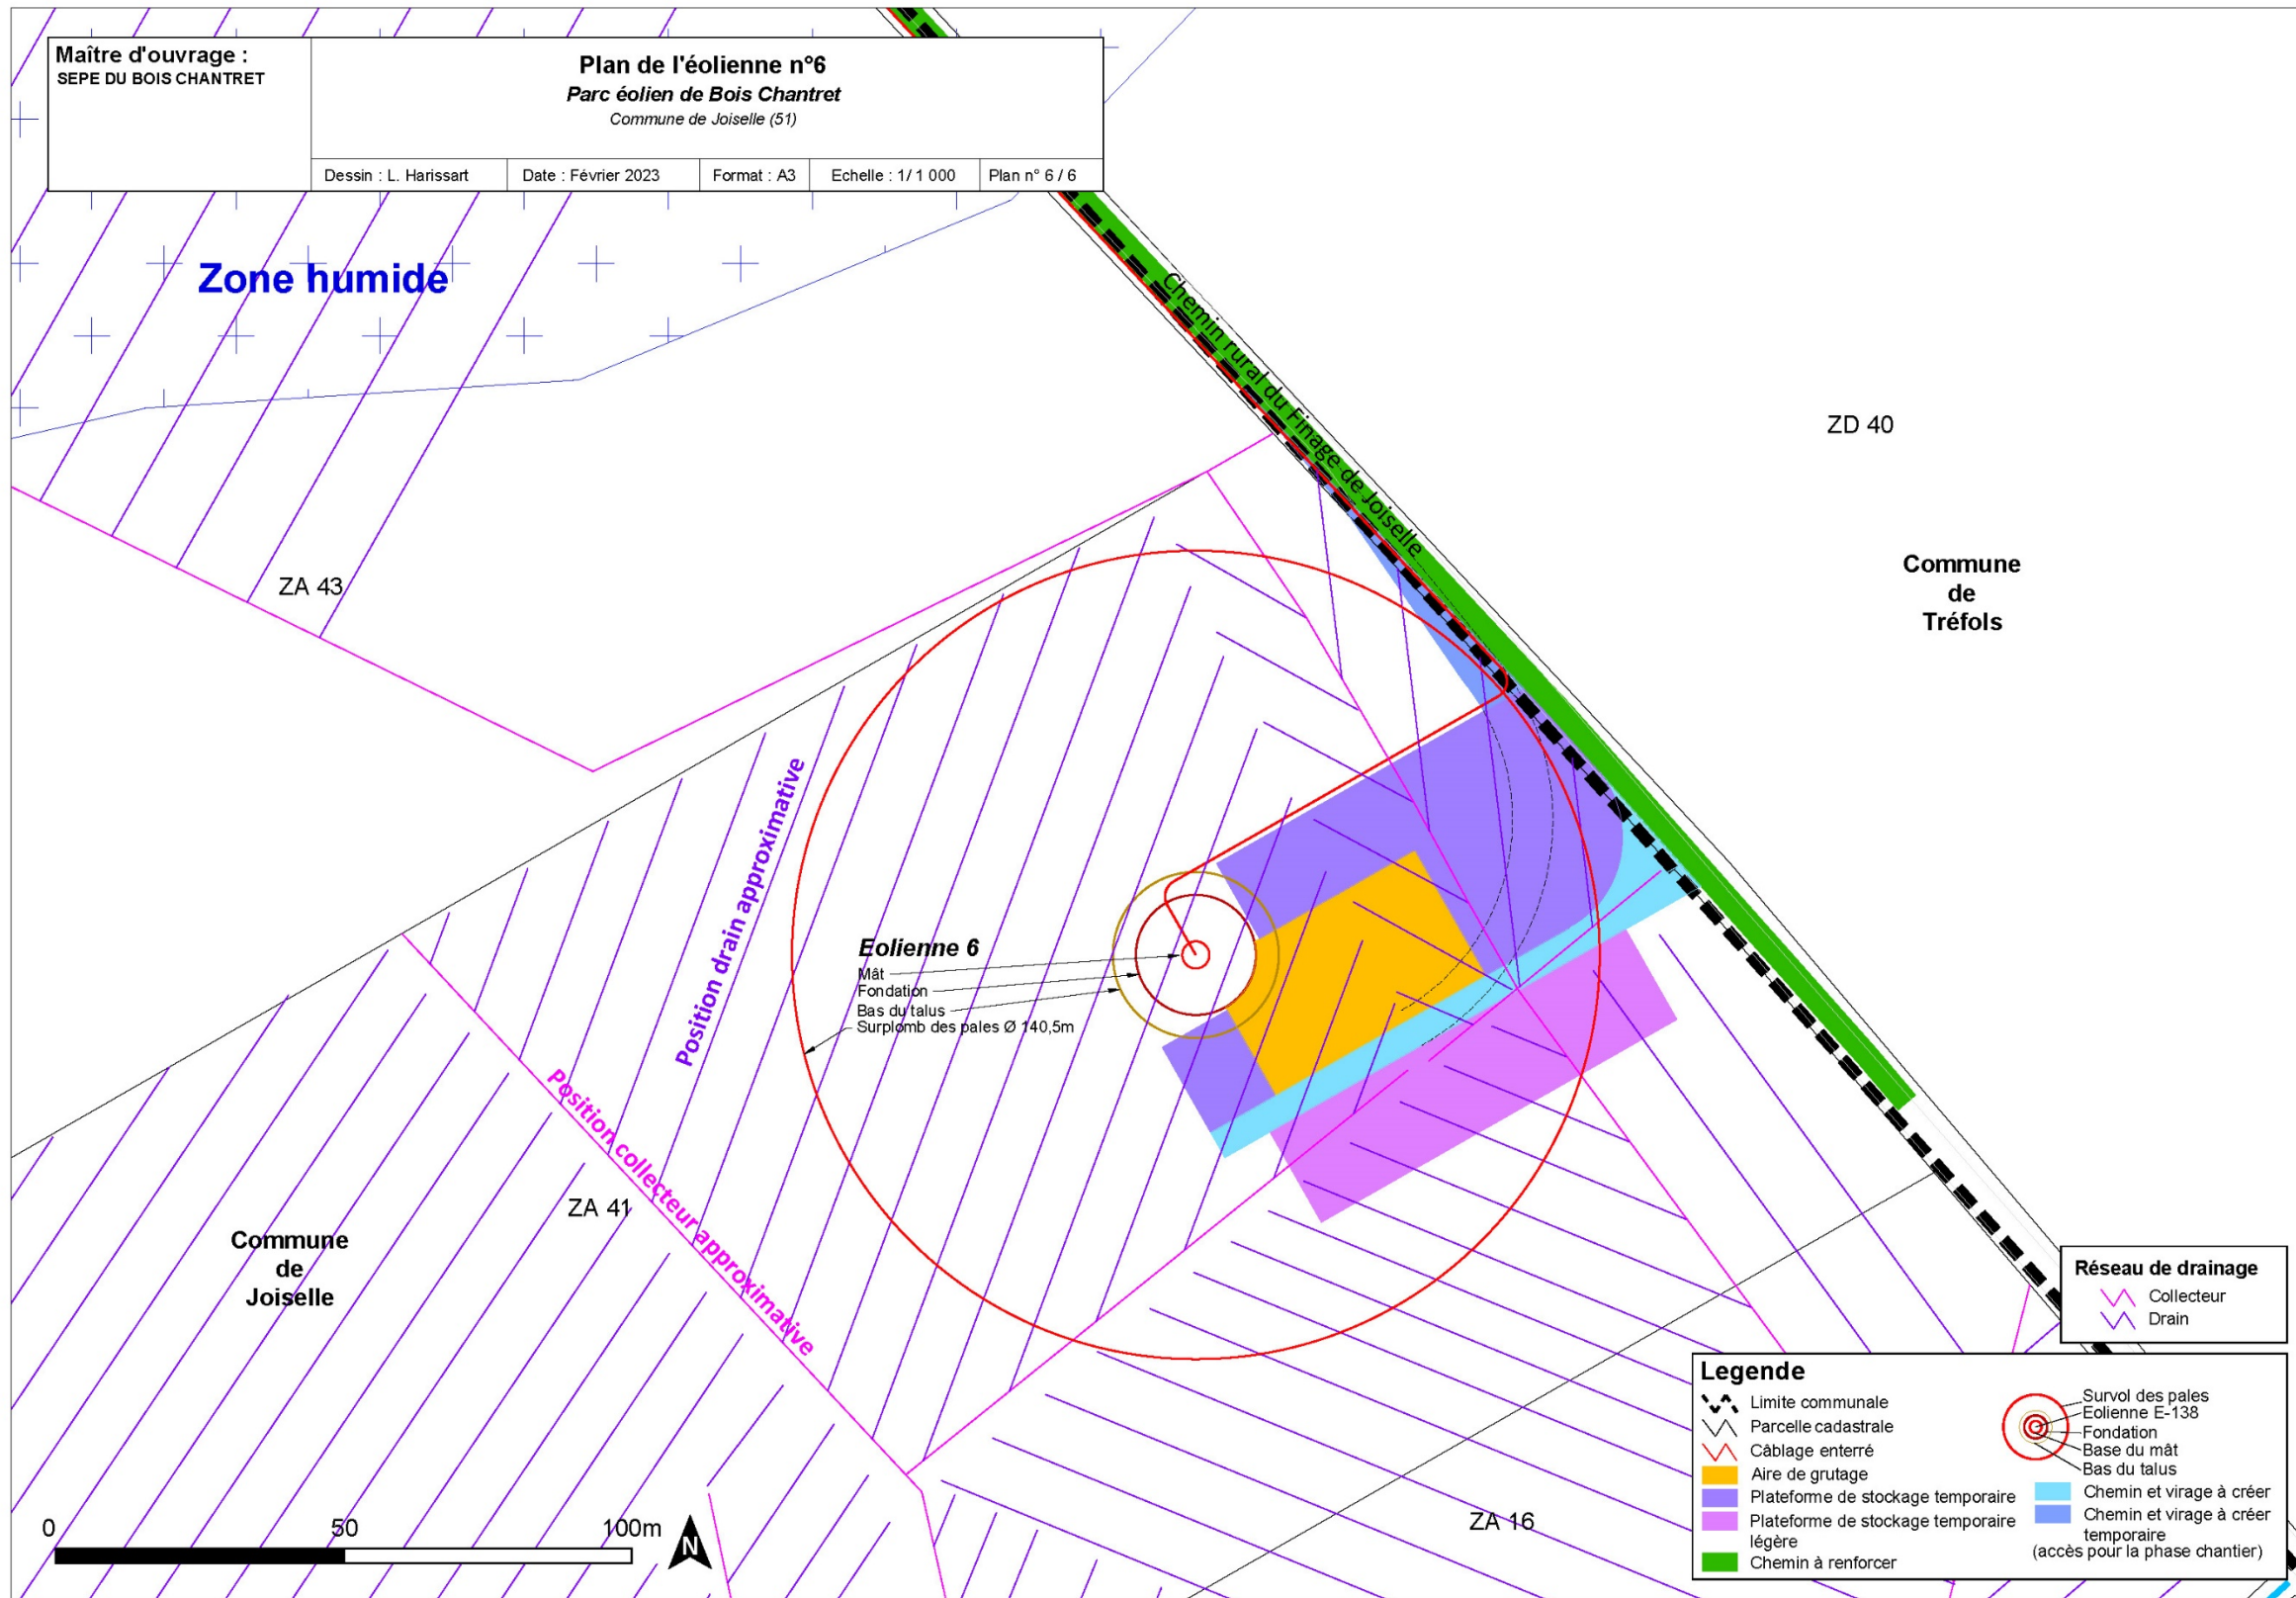 Maître d'ouvrage :
SEPE DU BOIS CHANTRET
Plan de l'éolienne n°6
Parc éolien de Bois Chantret
Commune de Joiselle (51)
Dessin : L. Harissart
Date : Février 2023
Format : A3
Echelle : 1/ 1 000
Plan n° 6 / 6
Zone humide
Chemin rural du Finage de Joiselle
ZD 40
Commune
de
Tréfols
ZA 43
Position drain approximative
Eolienne 6
Mât
Fondation
Bas du talus
Surplomb des pales Ø 140,5m
Position collecteur approximative
ZA 41
Commune
de
Joiselle
ZA 16
0
50
100m
N
Réseau de drainage
Collecteur
Drain
Legende
Limite communale
Parcelle cadastrale
Câblage enterré
Aire de grutage
Plateforme de stockage temporaire
Plateforme de stockage temporaire
légère
Chemin à renforcer
Survol des pales
Eolienne E-138
Fondation
Base du mât
Bas du talus
Chemin et virage à créer
Chemin et virage à créer
temporaire
(accès pour la phase chantier)